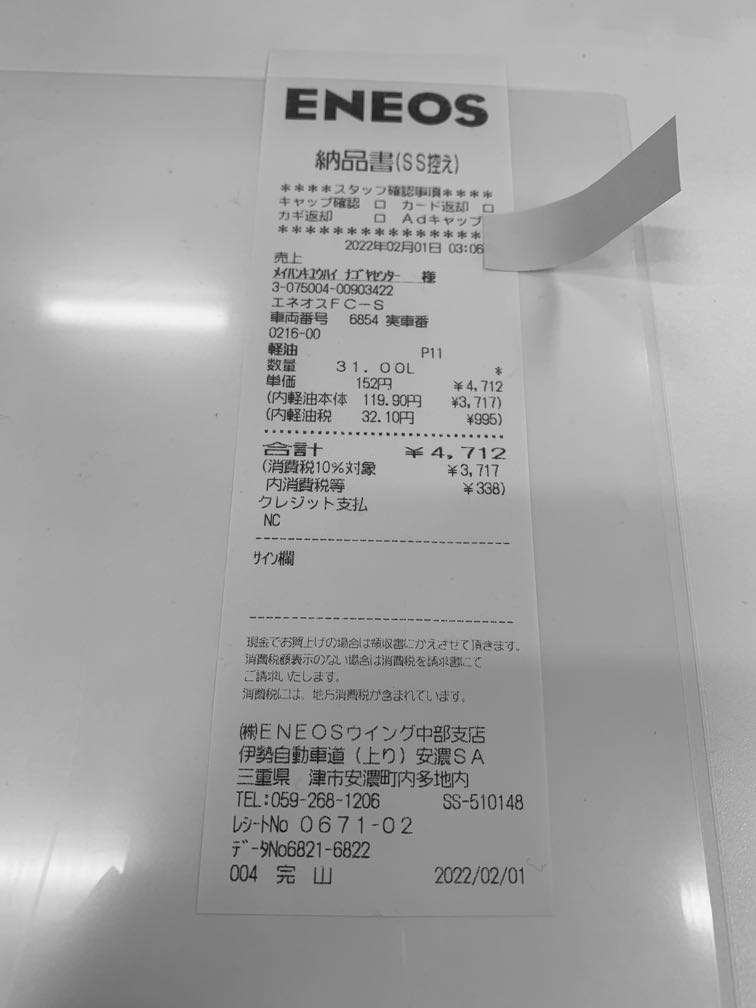 ENEOS
納品書(SS控え)
****スタッフ確認事項****
キャップ確認 □ カード返却 □
カギ返却 □ Adキャップ
***************
2022年02月01日 03:06
売上
メイハンキュウハイ ナゴヤセンター 様
3-075004-00903422
エネオスFC-S
車両番号 6854 実車番
0216-00
軽油 P11
数量 31.00L *
単価 152円 ¥4,712
(内軽油本体 119.90円 ¥3,717)
(内軽油税 32.10円 ¥995)
合計 ¥4,712
(消費税10%対象 ¥3,717
内消費税等 ¥338)
クレジット支払
NC
サイン欄
現金でお買上げの場合は領収書にかえさせて頂きます。
消費税額表示のない場合は消費税を請求書にて
ご請求いたします。
消費税には、地方消費税が含まれています。
(株)ENEOSウイング中部支店
伊勢自動車道(上り)安濃SA
三重県 津市安濃町内多地内
TEL:059-268-1206 SS-510148
レシートNo 0671-02
データNo6821-6822
004 完 山 2022/02/01